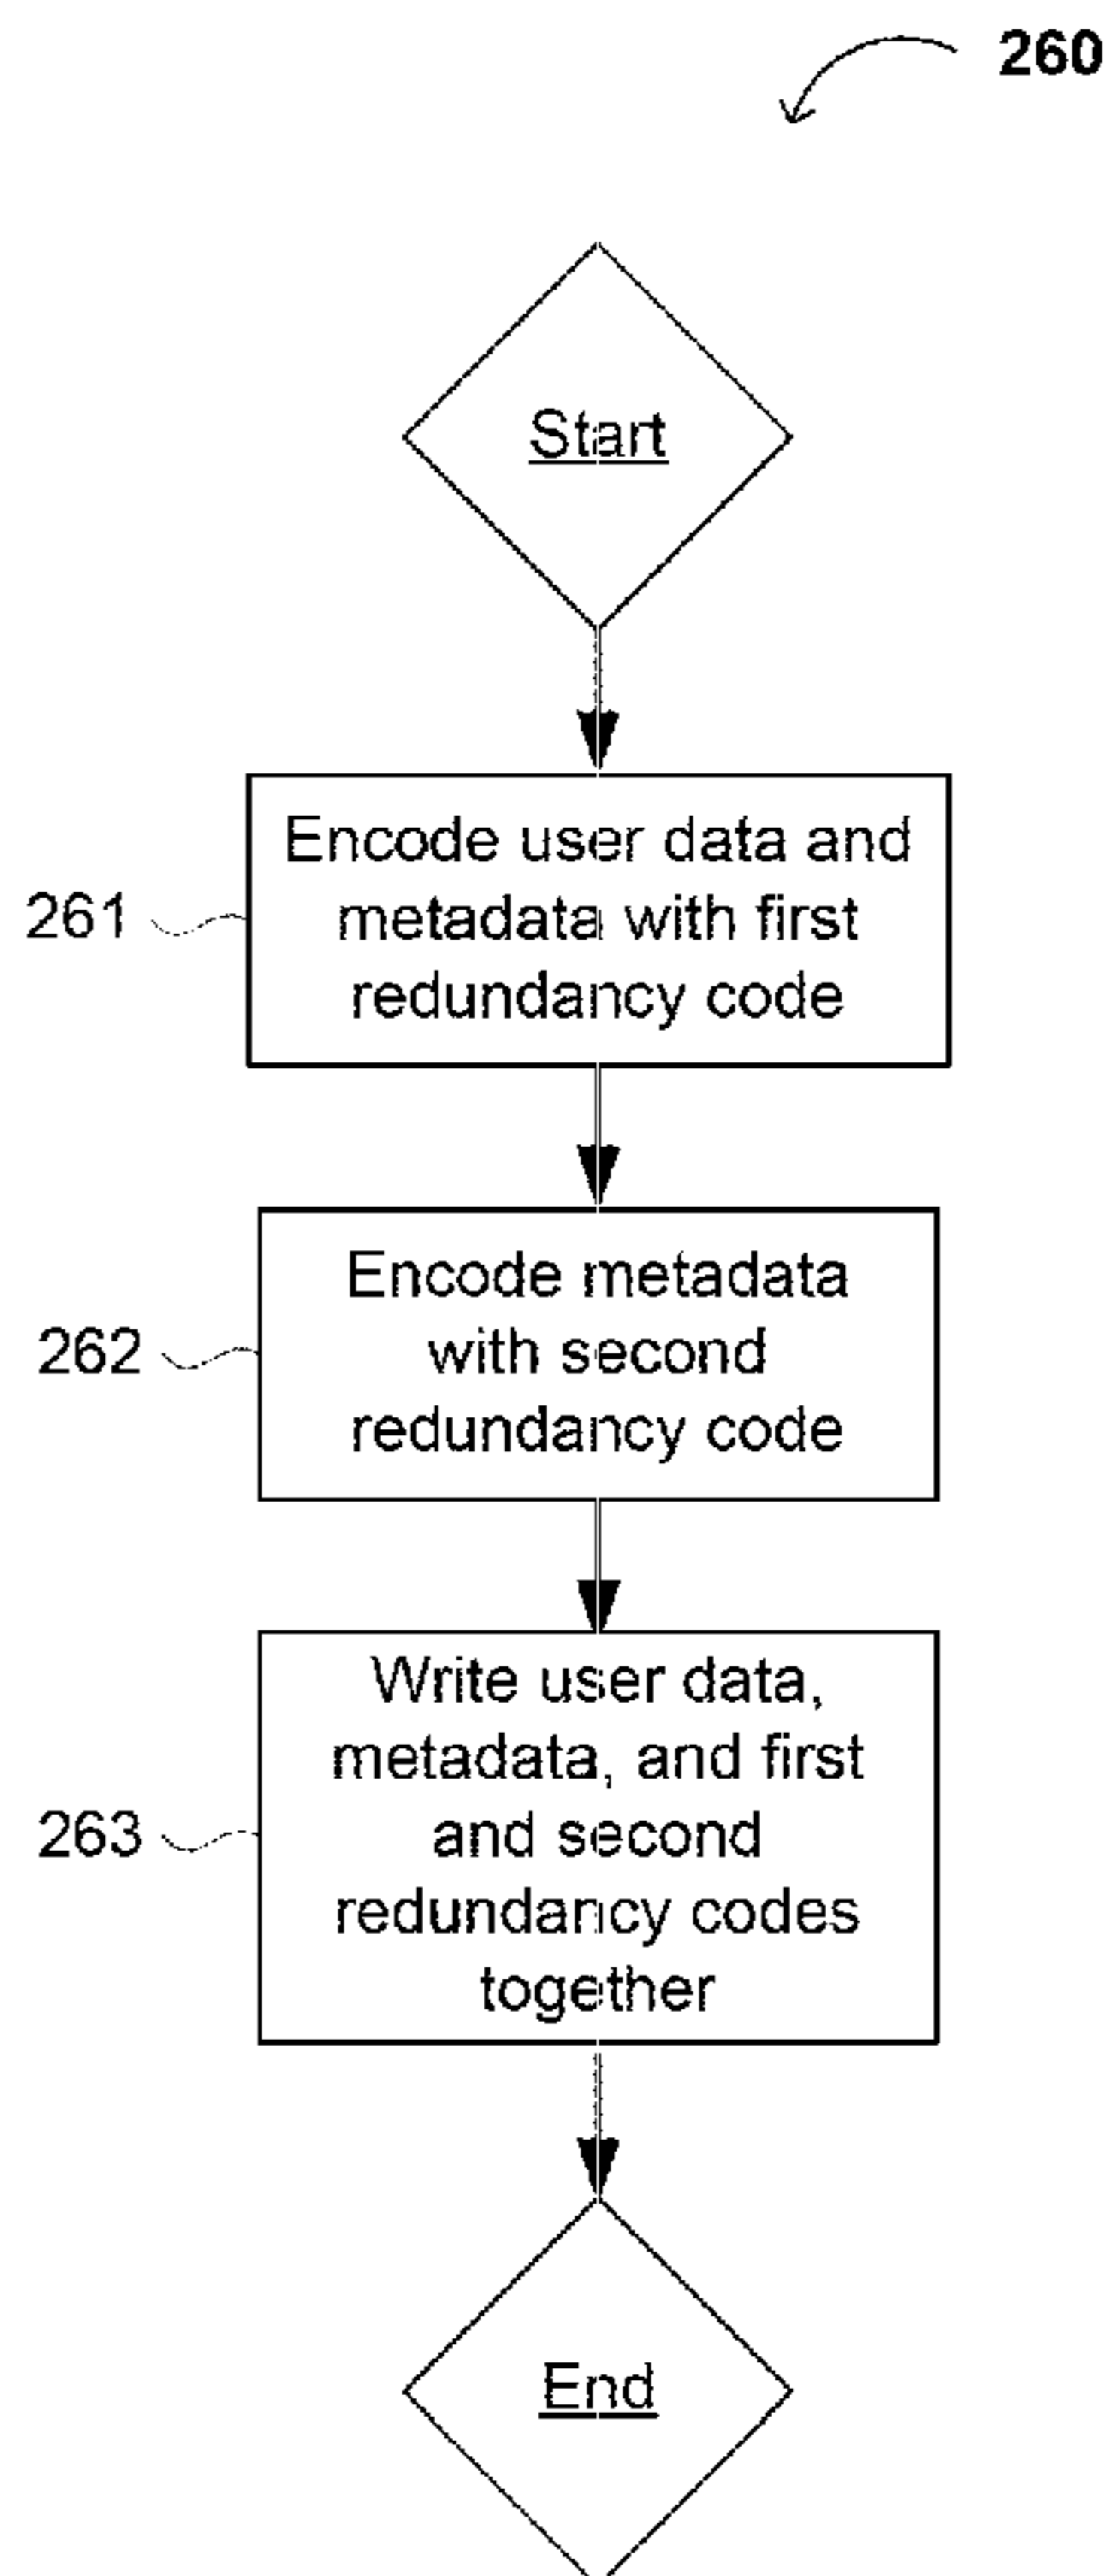 260
Start
Encode user data and
metadata with first
redundancy code
261
Encode metadata
with second
redundancy code
262
Write user data,
metadata, and first
and second
redundancy codes
together
263
End